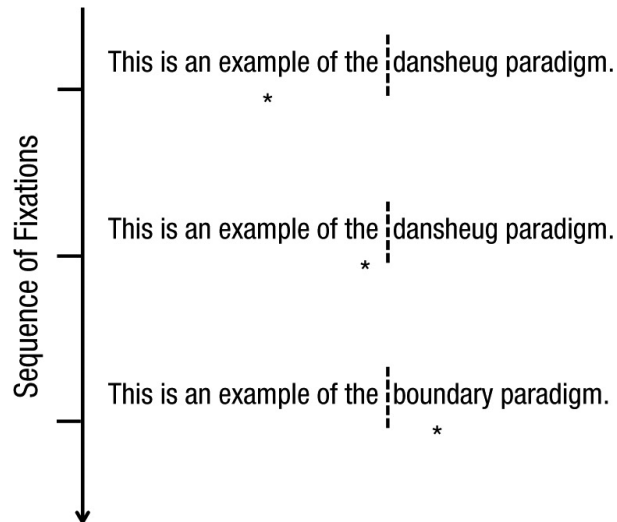 Sequence of Fixations
This is an example of the dansheug paradigm.
*
This is an example of the dansheug paradigm.
*
This is an example of the boundary paradigm.
*